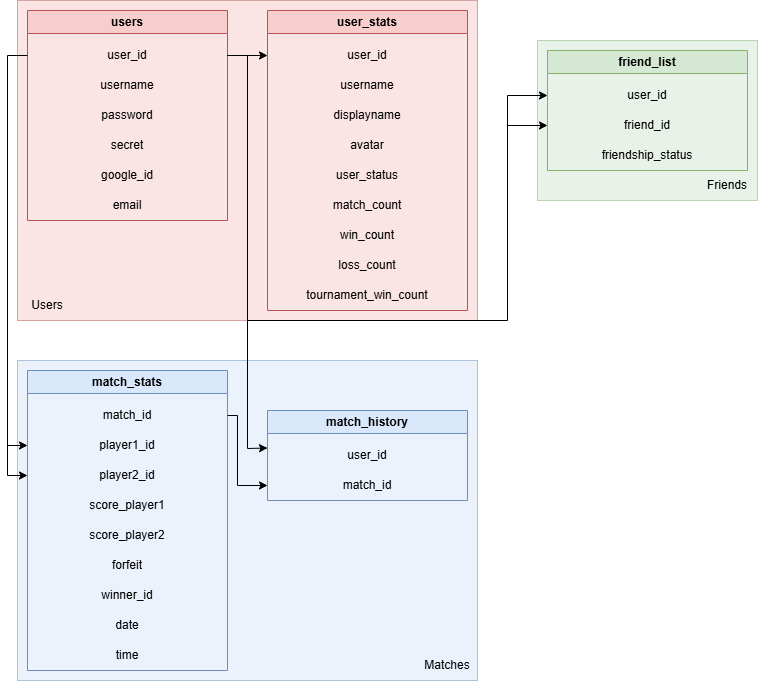 users
user_id
username
password
secret
google_id
email
user_stats
user_id
username
displayname
avatar
user_status
match_count
win_count
loss_count
tournament_win_count
Users
friend_list
user_id
friend_id
friendship_status
Friends
match_stats
match_id
player1_id
player2_id
score_player1
score_player2
forfeit
winner_id
date
time
match_history
user_id
match_id
Matches